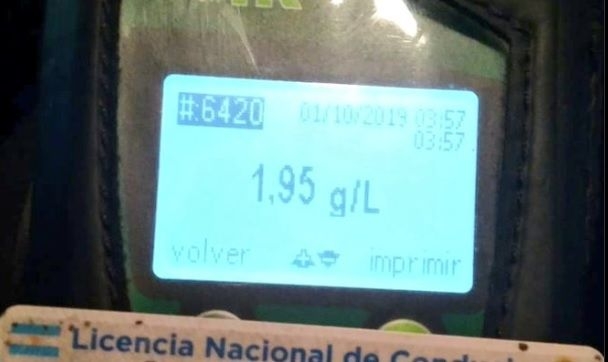 #:6420 01/10/2019 03:57
03:57
1,95 g/L
volver imprimir
Licencia Nacional de